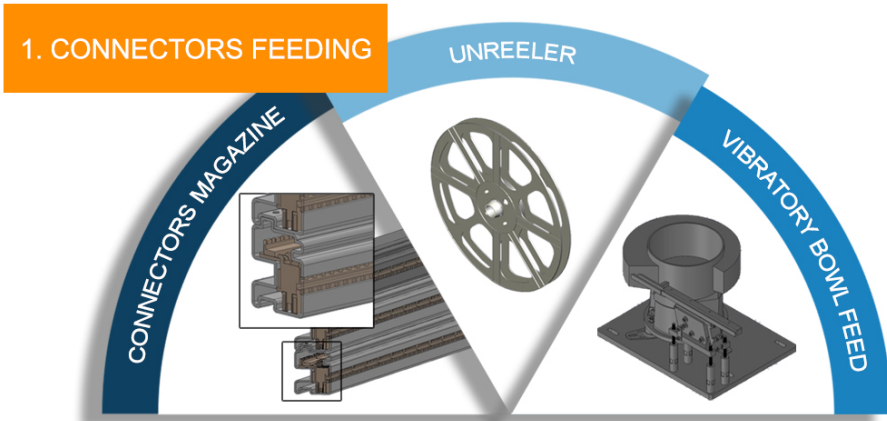 1. CONNECTORS FEEDING
CONNECTORS MAGAZINE
UNREELER
VIBRATORY BOWL FEED